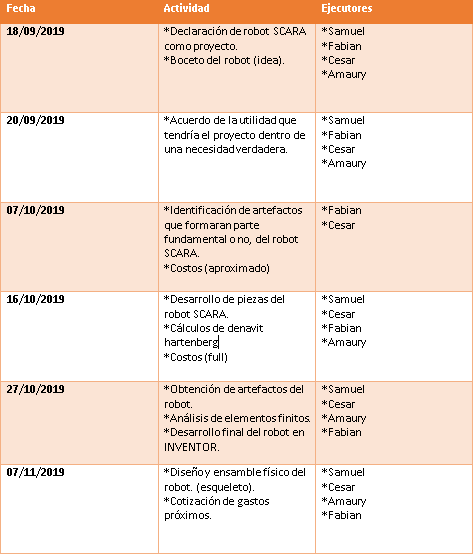 Fecha Actividad Ejecutores
18/09/2019 *Declaración de robot SCARA *Samuel
como proyecto. *Fabian
*Boceto del robot (idea). *Cesar
*Amaury
20/09/2019 *Acuerdo de la utilidad que *Samuel
tendría el proyecto dentro de *Fabian
una necesidad verdadera. *Cesar
*Amaury
07/10/2019 *Identificación de artefactos *Fabian
que formaran parte *Cesar
fundamental o no, del robot
SCARA.
*Costos (aproximado)
16/10/2019 *Desarrollo de piezas del *Samuel
robot SCARA. *Cesar
*Cálculos de denavit *Fabian
hartenberg *Amaury
*Costos (full)
27/10/2019 *Obtención de artefactos del *Samuel
robot. *Cesar
*Análisis de elementos finitos. *Amaury
*Desarrollo final del robot en *Fabian
INVENTOR.
07/11/2019 *Diseño y ensamble físico del *Samuel
robot. (esqueleto). *Cesar
*Cotización de gastos *Amaury
próximos. *Fabian